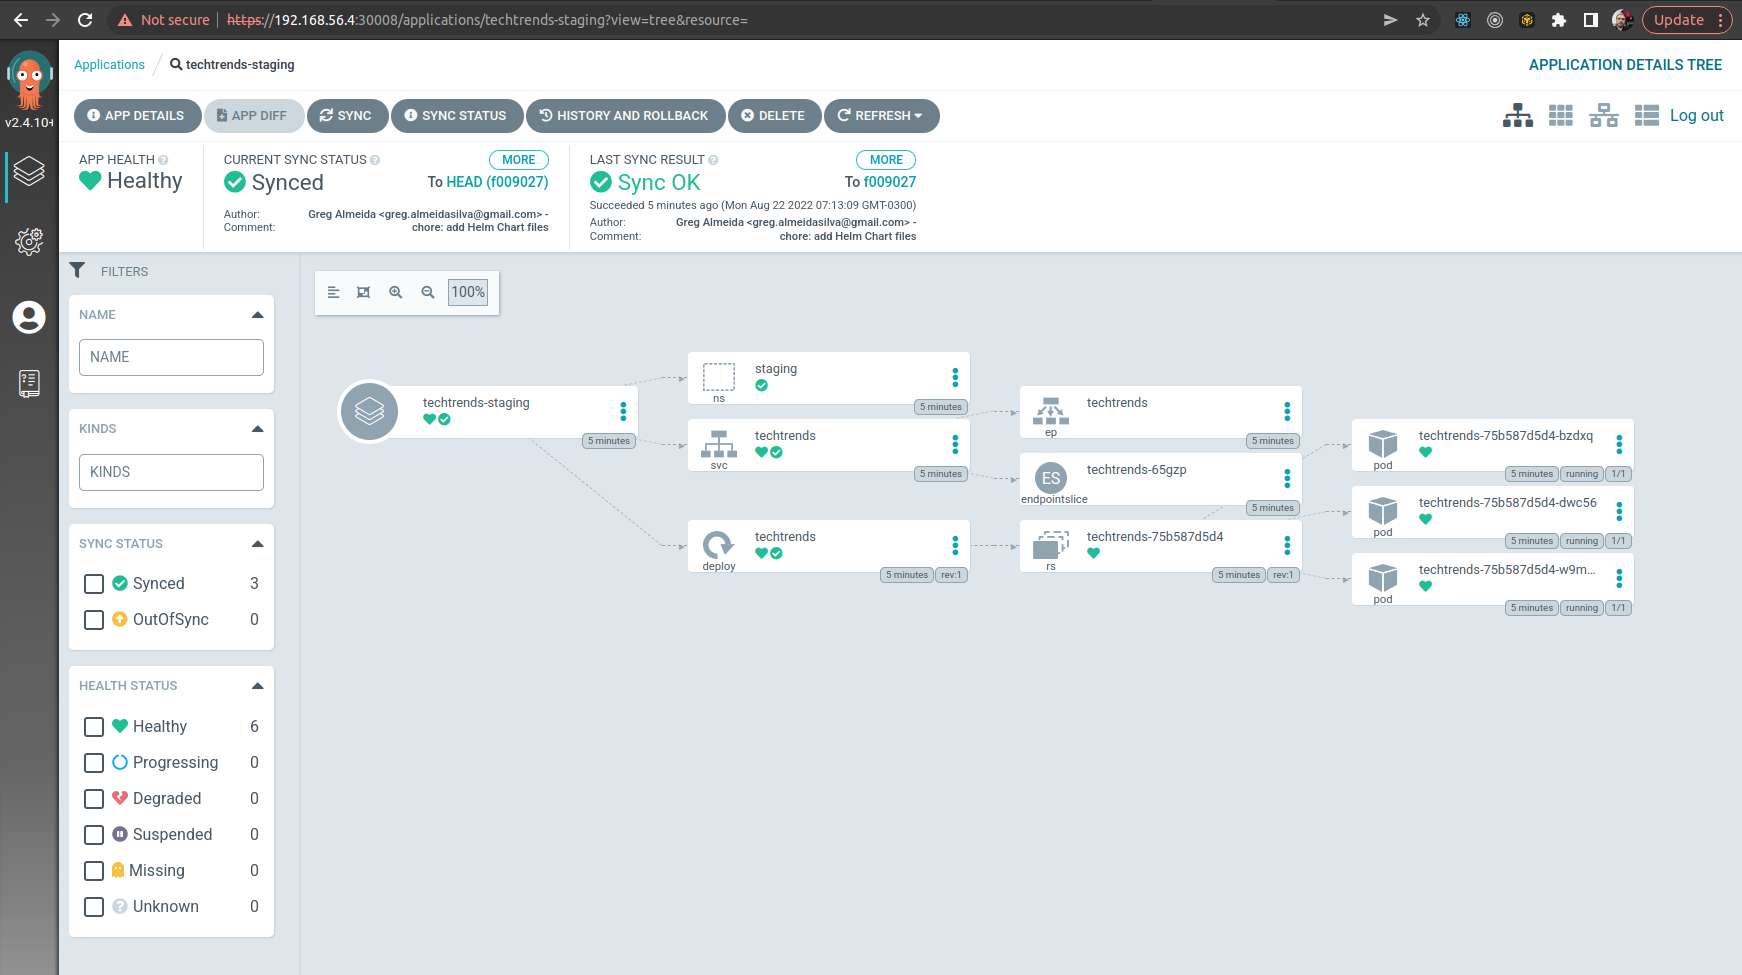 Not secure https://192.168.56.4:30008/applications/techtrends-staging?view=tree&resource=
Update
v2.4.10+
Applications / techtrends-staging
APPLICATION DETAILS TREE
APP DETAILS
APP DIFF
SYNC
SYNC STATUS
HISTORY AND ROLLBACK
DELETE
REFRESH
Log out
APP HEALTH
Healthy
CURRENT SYNC STATUS
MORE
Synced
To HEAD (f009027)
Author: Greg Almeida <greg.almeidasilva@gmail.com> -
Comment: chore: add Helm Chart files
LAST SYNC RESULT
MORE
Sync OK
To f009027
Succeeded 5 minutes ago (Mon Aug 22 2022 07:13:09 GMT-0300)
Author: Greg Almeida <greg.almeidasilva@gmail.com> -
Comment: chore: add Helm Chart files
FILTERS
NAME
NAME
KINDS
KINDS
SYNC STATUS
Synced 3
OutOfSync 0
HEALTH STATUS
Healthy 6
Progressing 0
Degraded 0
Suspended 0
Missing 0
Unknown 0
100%
techtrends-staging
5 minutes
staging
ns
5 minutes
techtrends
svc
5 minutes
techtrends
deploy
5 minutes rev:1
techtrends
ep
5 minutes
ES
techtrends-65gzp
endpointslice
5 minutes
techtrends-75b587d5d4
rs
5 minutes rev:1
techtrends-75b587d5d4-bzdxq
pod
5 minutes running 1/1
techtrends-75b587d5d4-dwc56
pod
5 minutes running 1/1
techtrends-75b587d5d4-w9m...
pod
5 minutes running 1/1